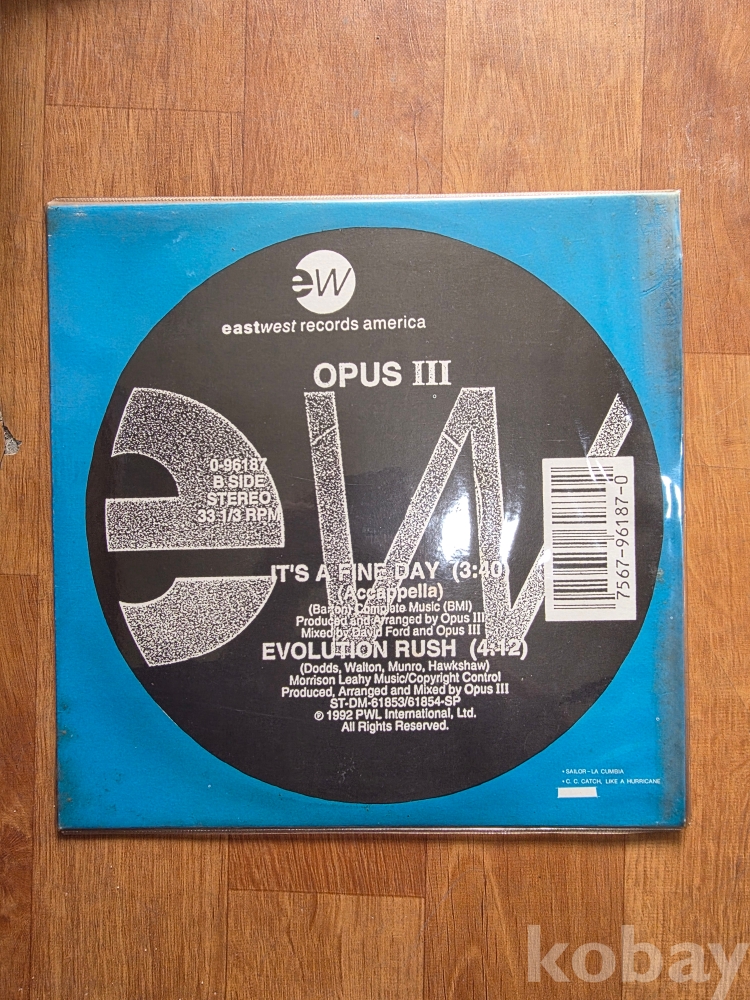 ew
eastwest records america
OPUS III
ew
0-96187
B SIDE
STEREO
33 1/3 RPM
7567-96187-0
IT'S A FINE DAY (3:40)
(Accappella)
(Barton) Complete Music (BMI)
Produced and Arranged by Opus III
Mixed by David Ford and Opus III
EVOLUTION RUSH (4:12)
(Dodds, Walton, Munro, Hawkshaw)
Morrison Leahy Music/Copyright Control
Produced, Arranged and Mixed by Opus III
ST-DM-61853/61854-SP
℗ 1992 PWL International, Ltd.
All Rights Reserved.
• SAILOR - LA CUMBIA
• C. C. CATCH, LIKE A HURRICANE
kobay